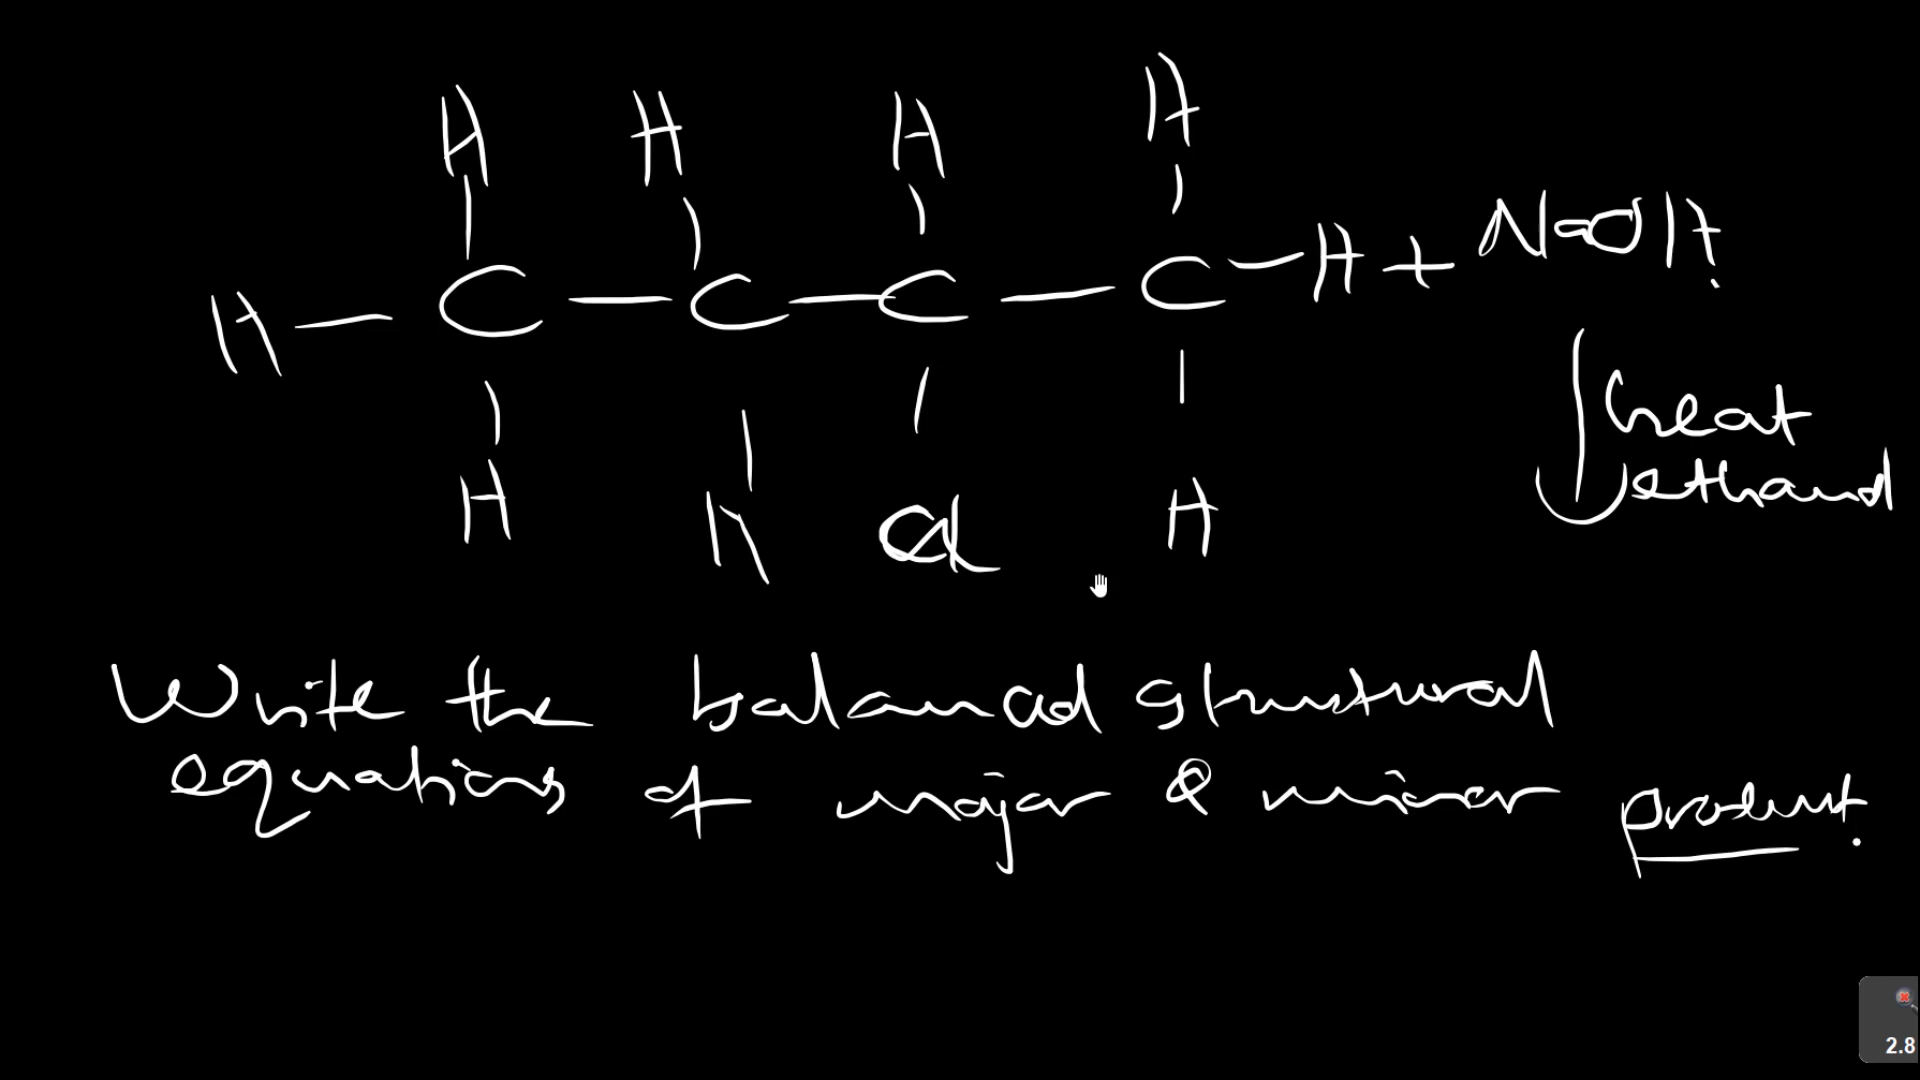 H H H H
H — C — C — C — C — H + NaOH
heat
H H Cl H
ethanol
Write the balanced structural
equations of major & minor product.
2.8